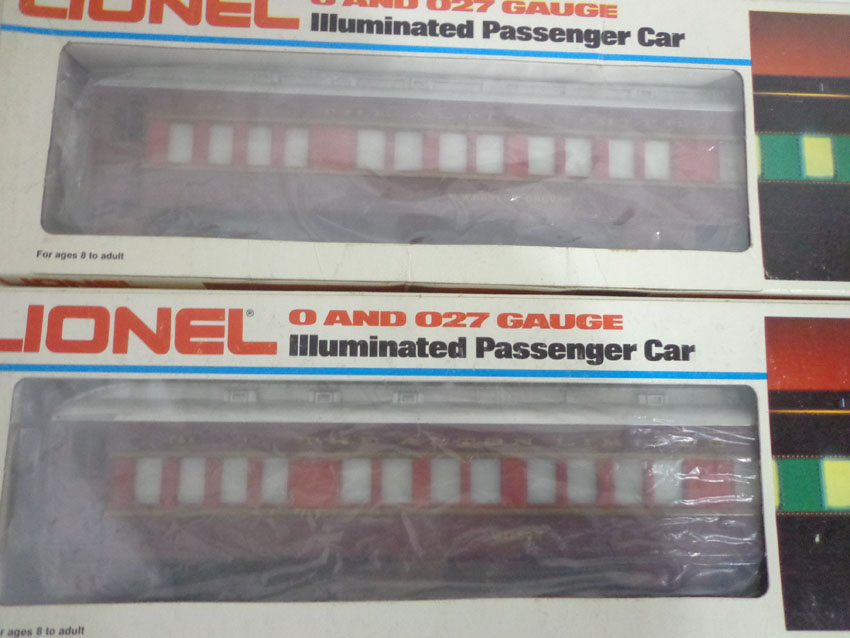 LIONEL
O AND O27 GAUGE
Illuminated Passenger Car
For ages 8 to adult
LIONEL®
O AND O27 GAUGE
Illuminated Passenger Car
ages 8 to adult